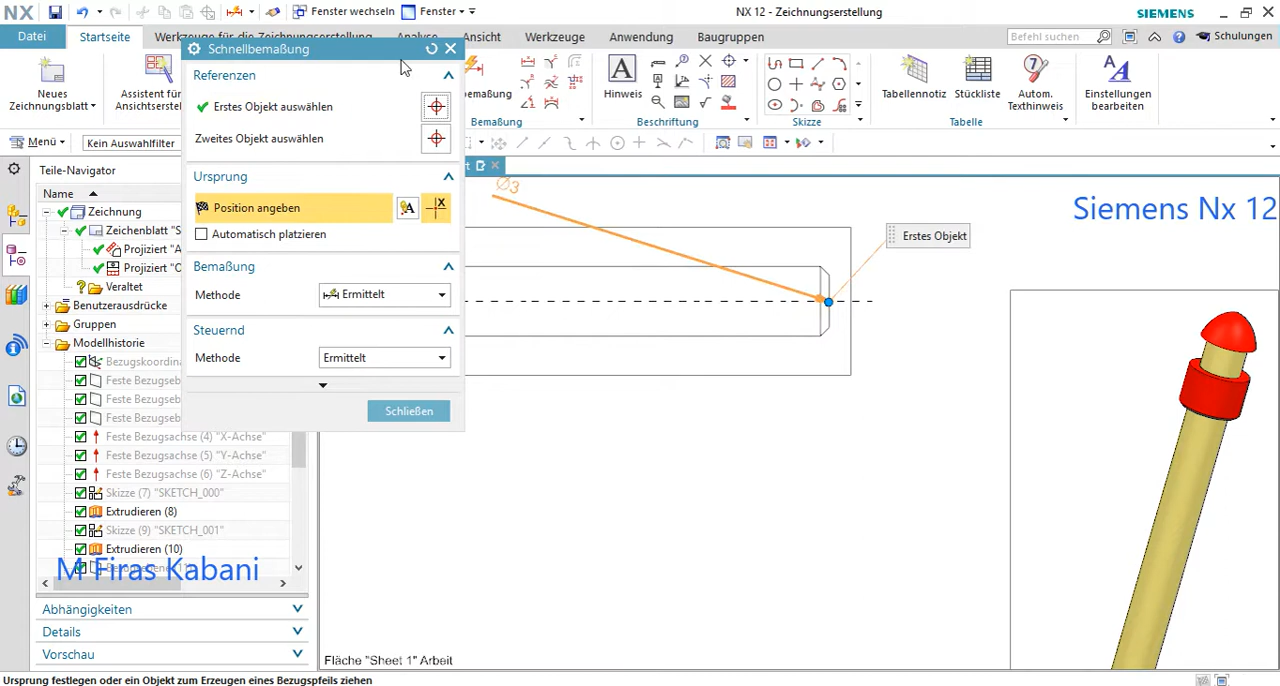 NX
Fenster wechseln
Fenster
NX 12 - Zeichnungserstellung
SIEMENS
Datei
Startseite
Werkzeuge für die Zeichnungserstellung
Analyse
Ansicht
Werkzeuge
Anwendung
Baugruppen
Befehl suchen
Schulungen
Neues
Zeichnungsblatt
Assistent für
Ansichtserstel
Bemaßung
Hinweis
Beschriftung
Skizze
Tabellennotiz
Stückliste
Autom.
Texthinweis
Tabelle
Einstellungen
bearbeiten
Menü
Kein Auswahlfilter
Schnellbemaßung
Referenzen
Erstes Objekt auswählen
Zweites Objekt auswählen
Ursprung
Position angeben
Automatisch platzieren
Bemaßung
Methode
Ermittelt
Steuernd
Methode
Ermittelt
Schließen
Teile-Navigator
Name
Zeichnung
Zeichenblatt "S
Projiziert "A
Projiziert "O
Veraltet
Benutzerausdrücke
Gruppen
Modellhistorie
Bezugskoordina
Feste Bezugseb
Feste Bezugseb
Feste Bezugseb
Feste Bezugsachse (4) "X-Achse"
Feste Bezugsachse (5) "Y-Achse"
Feste Bezugsachse (6) "Z-Achse"
Skizze (7) "SKETCH_000"
Extrudieren (8)
Skizze (9) "SKETCH_001"
Extrudieren (10)
M Firas Kabani
Abhängigkeiten
Details
Vorschau
Ø3
Erstes Objekt
Siemens Nx 12
Fläche "Sheet 1" Arbeit
Ursprung festlegen oder ein Objekt zum Erzeugen eines Bezugspfeils ziehen